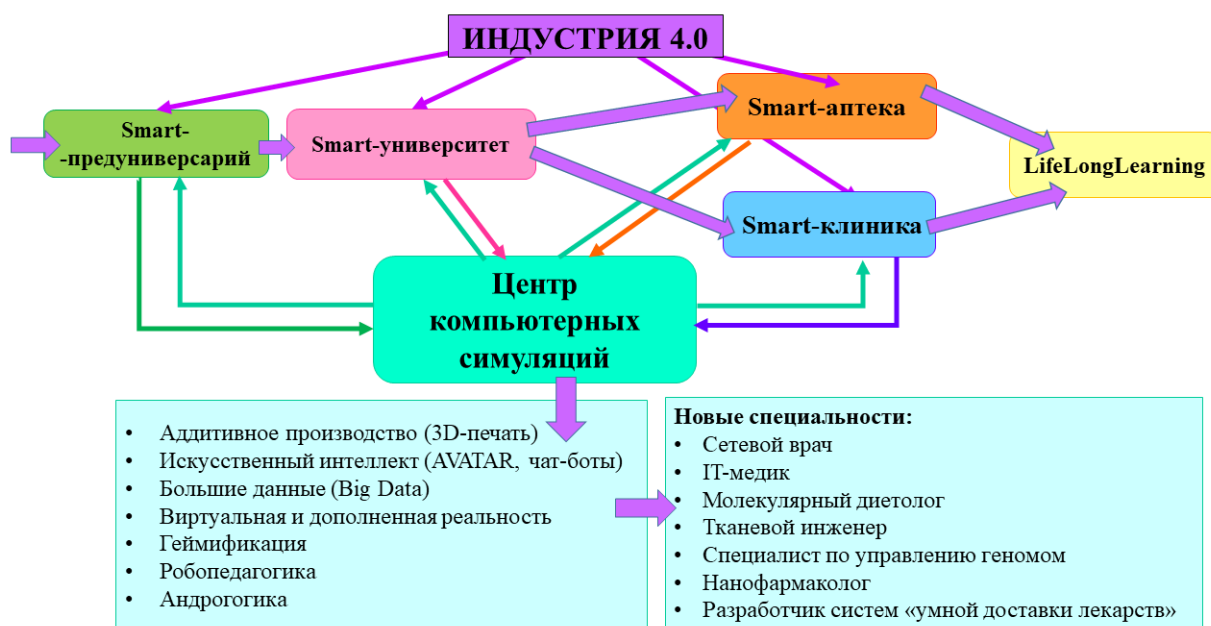 ИНДУСТРИЯ 4.0
Smart-
-предуниверсарий
Smart-университет
Smart-аптека
Smart-клиника
LifeLongLearning
Центр
компьютерных
симуляций
• Аддитивное производство (3D-печать)
• Искусственный интеллект (AVATAR, чат-боты)
• Большие данные (Big Data)
• Виртуальная и дополненная реальность
• Геймификация
• Робопедагогика
• Андрогогика
Новые специальности:
• Сетевой врач
• IT-медик
• Молекулярный диетолог
• Тканевой инженер
• Специалист по управлению геномом
• Нанофармаколог
• Разработчик систем «умной доставки лекарств»